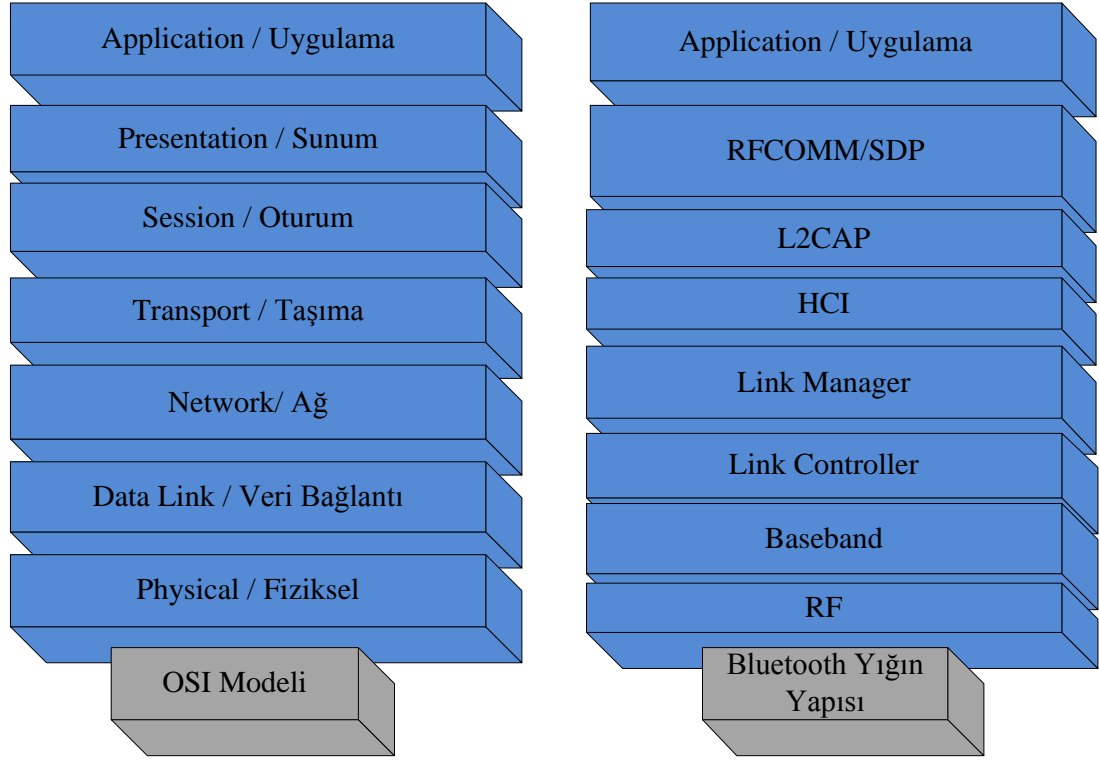 Application / Uygulama
Presentation / Sunum
Session / Oturum
Transport / Taşıma
Network/ Ağ
Data Link / Veri Bağlantı
Physical / Fiziksel
OSI Modeli
Application / Uygulama
RFCOMM/SDP
L2CAP
HCI
Link Manager
Link Controller
Baseband
RF
Bluetooth Yığın
Yapısı